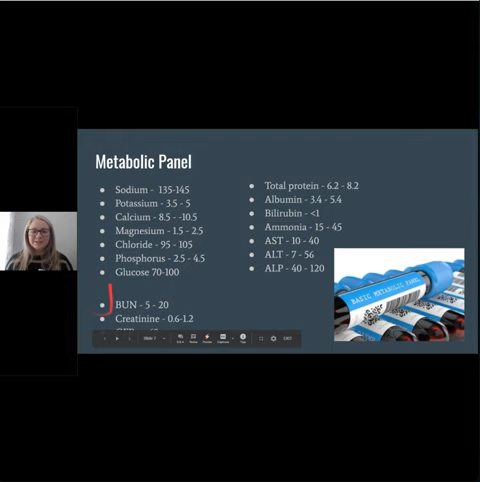 Metabolic Panel
Sodium - 135-145
Potassium - 3.5 - 5
Calcium - 8.5 - -10.5
Magnesium - 1.5 - 2.5
Chloride - 95 - 105
Phosphorus - 2.5 - 4.5
Glucose 70-100
BUN - 5 - 20
Creatinine - 0.6-1.2
Total protein - 6.2 - 8.2
Albumin - 3.4 - 5.4
Bilirubin - <1
Ammonia - 15 - 45
AST - 10 - 40
ALT - 7 - 56
ALP - 40 - 120
BASIC METABOLIC PANEL
Slide 7
EXIT